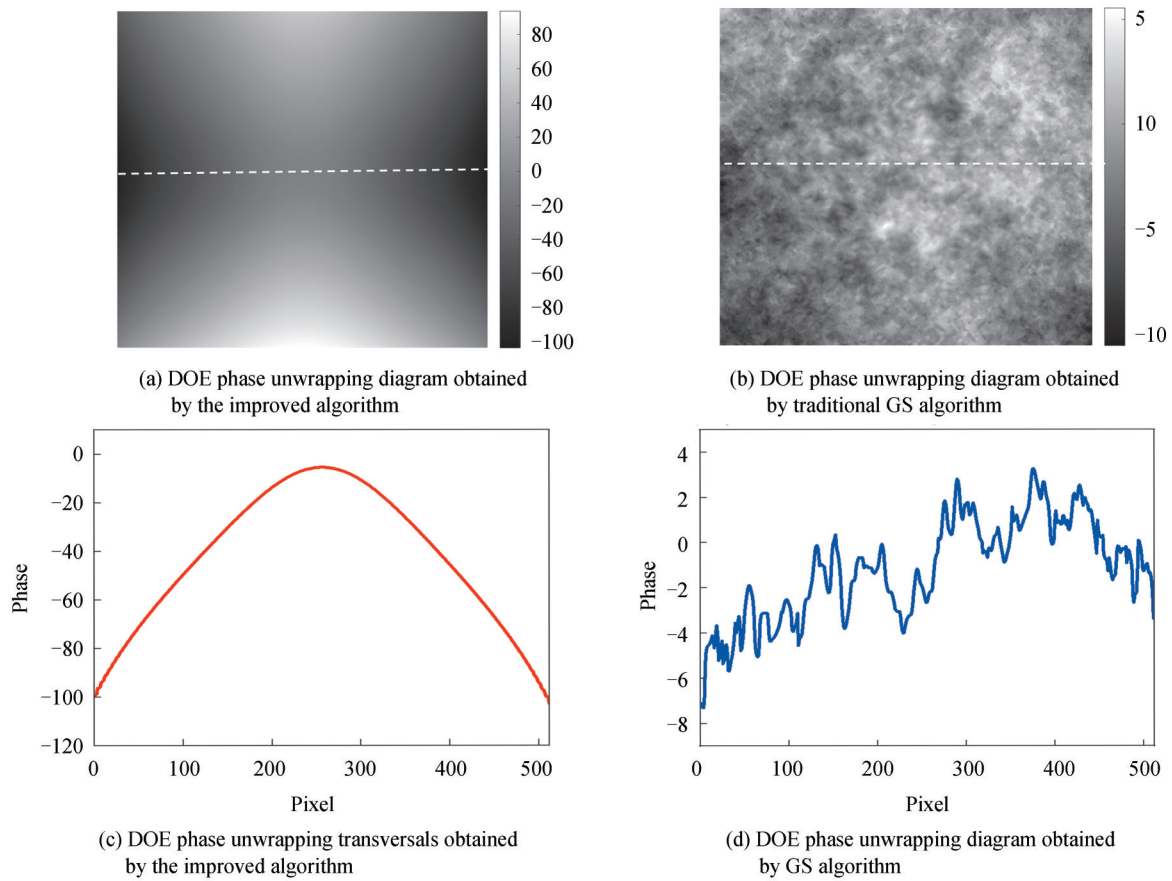 80
60
40
20
0
−20
−40
−60
−80
−100
(a) DOE phase unwrapping diagram obtained
by the improved algorithm
5
10
−5
−10
(b) DOE phase unwrapping diagram obtained
by traditional GS algorithm
0
−20
−40
−60
−80
−100
−120
Phase
0 100 200 300 400 500
Pixel
(c) DOE phase unwrapping transversals obtained
by the improved algorithm
4
2
0
−2
−4
−6
−8
Phase
0 100 200 300 400 500
Pixel
(d) DOE phase unwrapping diagram obtained
by GS algorithm